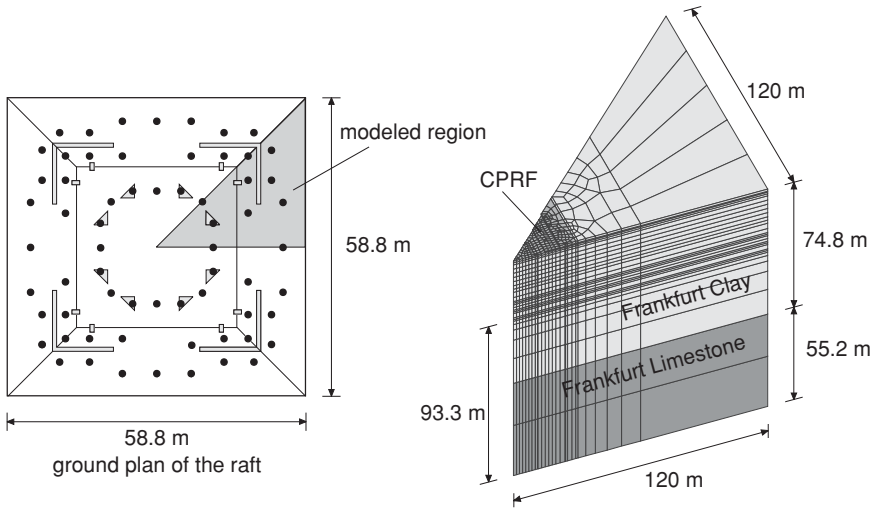 modeled region
58.8 m
58.8 m
ground plan of the raft
120 m
CPRF
74.8 m
Frankfurt Clay
55.2 m
Frankfurt Limestone
93.3 m
120 m